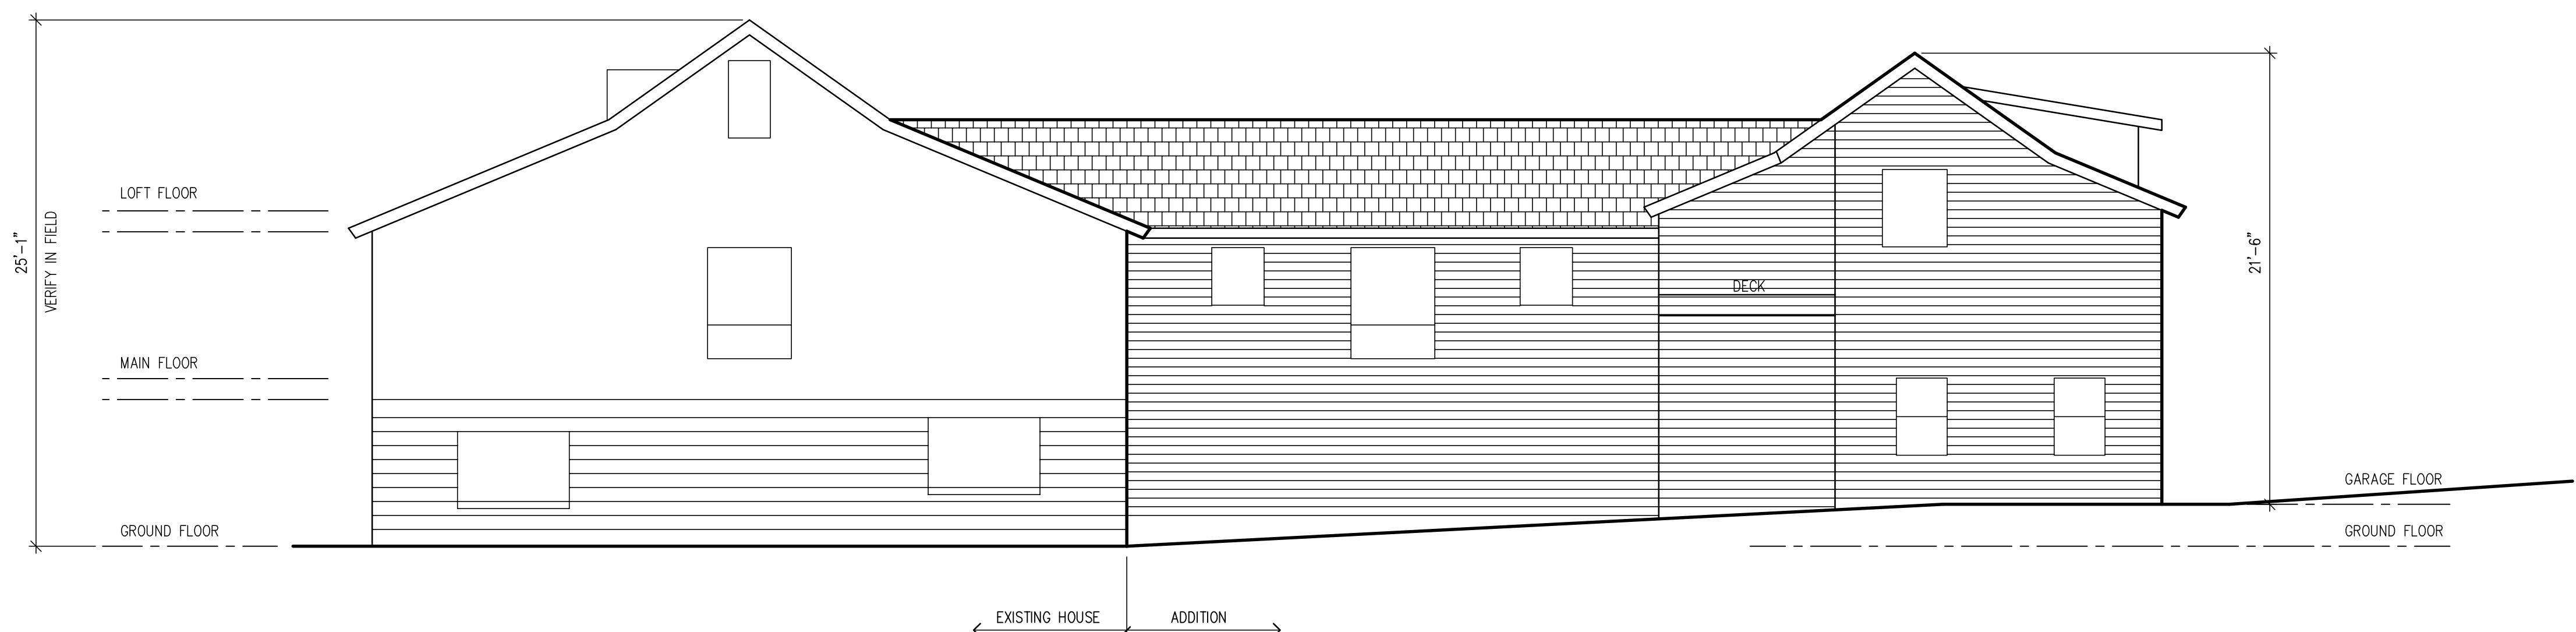 25'-1"
VERIFY IN FIELD
LOFT FLOOR
MAIN FLOOR
GROUND FLOOR
DECK
21'-6"
GARAGE FLOOR
GROUND FLOOR
EXISTING HOUSE
ADDITION